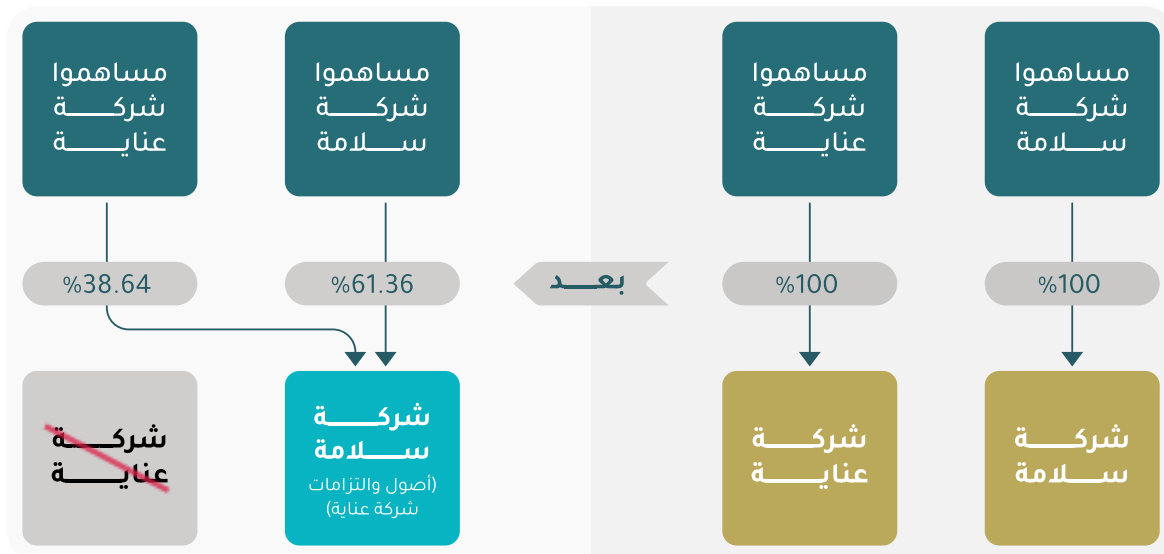 مساهموا
شركة
سلامة
مساهموا
شركة
عناية
مساهموا
شركة
سلامة
مساهموا
شركة
عناية
%100
%100
بعد
%61.36
%38.64
شركة
سلامة
شركة
عناية
شركة
سلامة
(أصول والتزامات
شركة عناية)
شركة
عناية